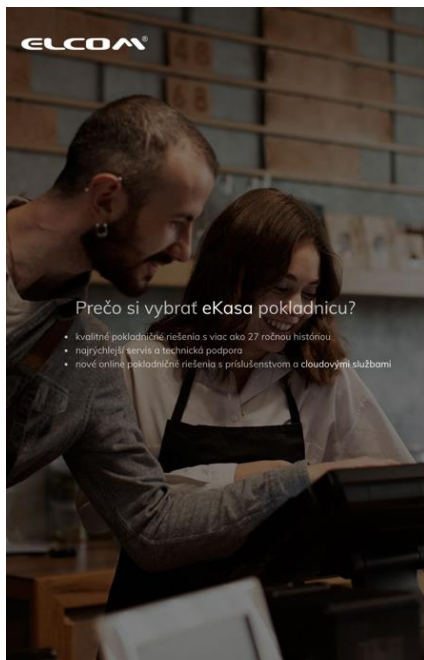 ELCOM®
Prečo si vybrať eKasa pokladnicu?
• kvalitné pokladničné riešenia s viac ako 27 ročnou históriou
• najrýchlejší servis a technická podpora
• nové online pokladničné riešenia s príslušenstvom a cloudovými službami